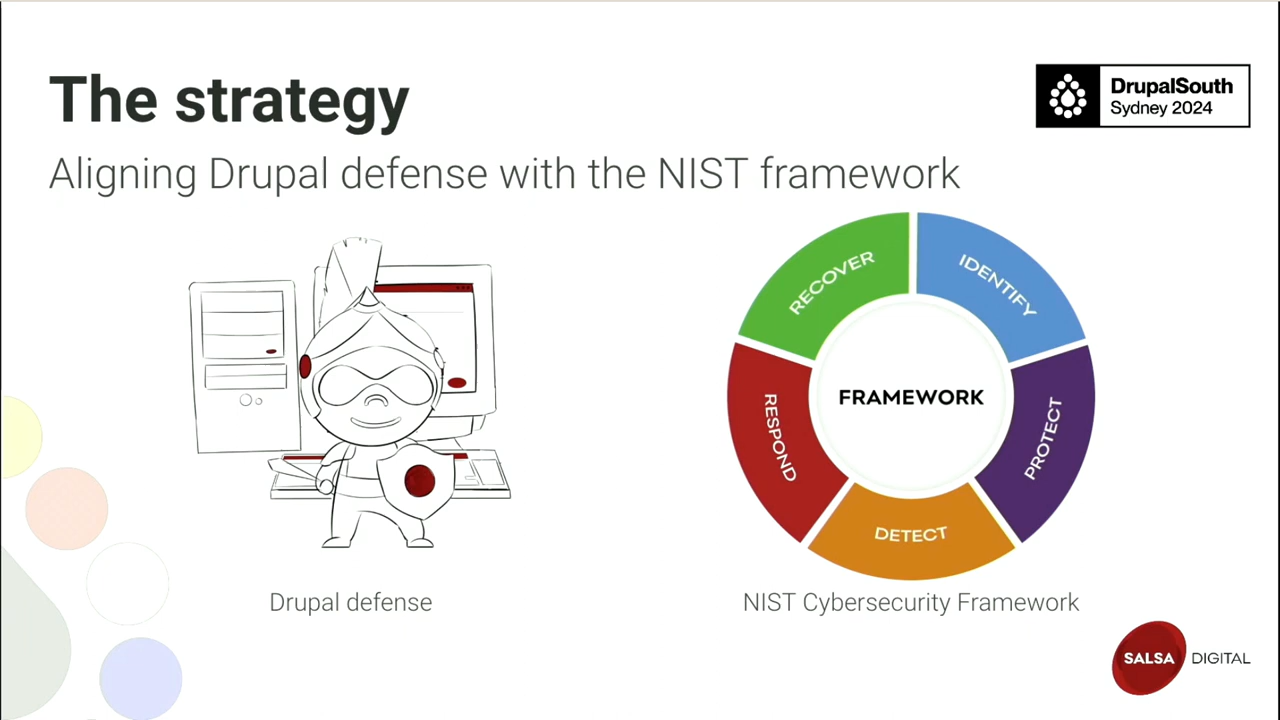 The strategy
DrupalSouth
Sydney 2024
Aligning Drupal defense with the NIST framework
RECOVER
IDENTIFY
FRAMEWORK
RESPOND
PROTECT
DETECT
Drupal defense
NIST Cybersecurity Framework
SALSA DIGITAL